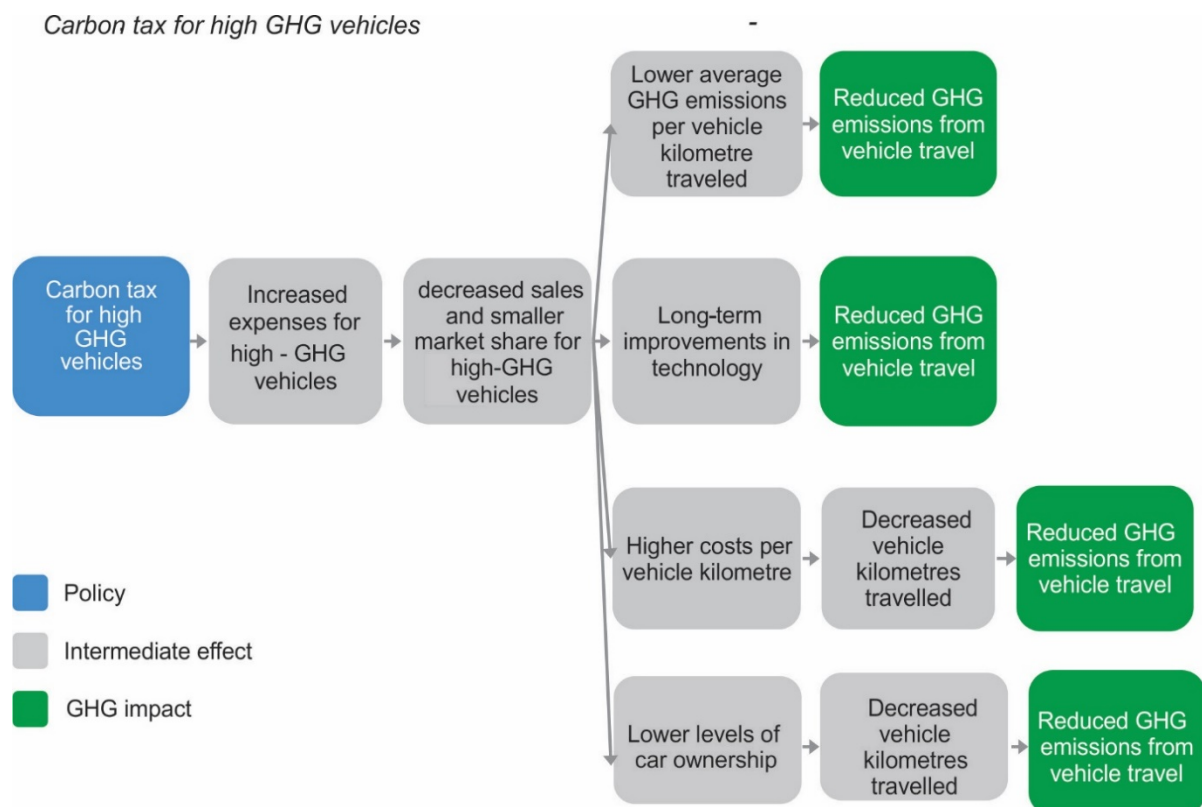 Carbon tax for high GHG vehicles
-
Lower average
GHG emissions
per vehicle
kilometre
traveled
Reduced GHG
emissions from
vehicle travel
Carbon tax
for high
GHG
vehicles
Increased
expenses for
high - GHG
vehicles
decreased sales
and smaller
market share for
high-GHG
vehicles
Long-term
improvements in
technology
Reduced GHG
emissions from
vehicle travel
Higher costs per
vehicle kilometre
Decreased
vehicle
kilometres
travelled
Reduced GHG
emissions from
vehicle travel
Lower levels of
car ownership
Decreased
vehicle
kilometres
travelled
Reduced GHG
emissions from
vehicle travel
Policy
Intermediate effect
GHG impact